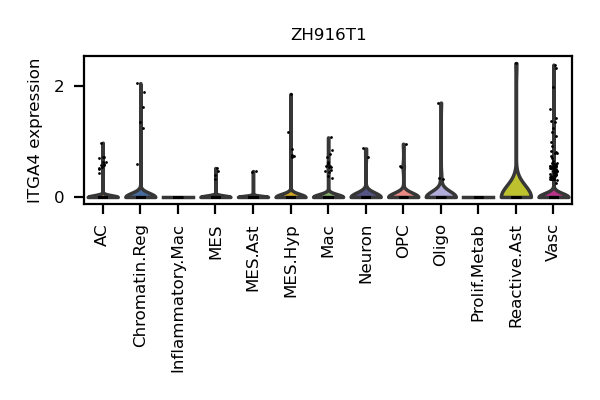 ZH916T1
ITGA4 expression
2
0
AC
Chromatin.Reg
Inflammatory.Mac
MES
MES.Ast
MES.Hyp
Mac
Neuron
OPC
Oligo
Prolif.Metab
Reactive.Ast
Vasc